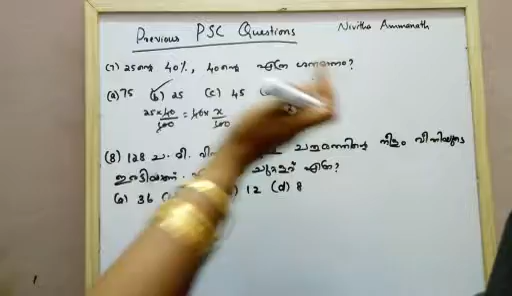 Previous PSC Questions
Nivitha Ammanath
(7) 25ന്റെ 40%, 40ന്റെ എത്ര ശതമാനം?
(a) 75 (b) 25 (c) 45
25 x 40/100 = 40 x x/100
(8) 128 ച. മീ. ചതുരത്തിന്റെ നീളം വീതിയുടെ
ഇരട്ടിയാണ്. ചുറ്റളവ് എത്ര?
(a) 36 12 (d) 8